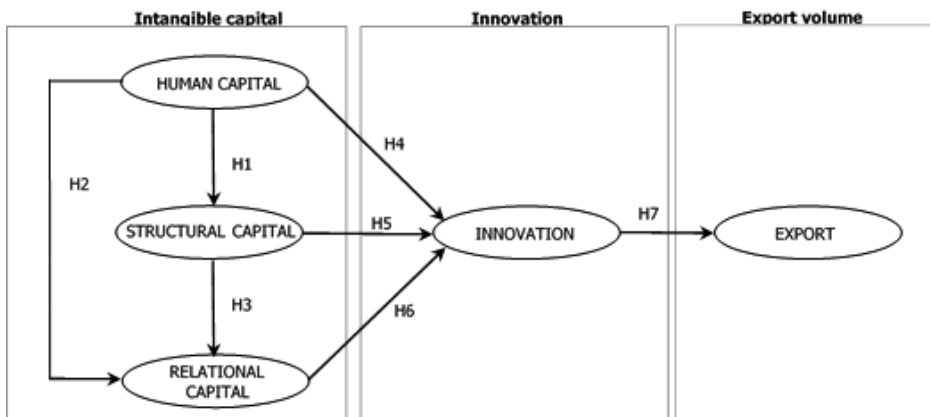 Intangible capital
Innovation
Export volume
HUMAN CAPITAL
H4
H1
H2
STRUCTURAL CAPITAL
H5
INNOVATION
H7
EXPORT
H3
H6
RELATIONAL
CAPITAL